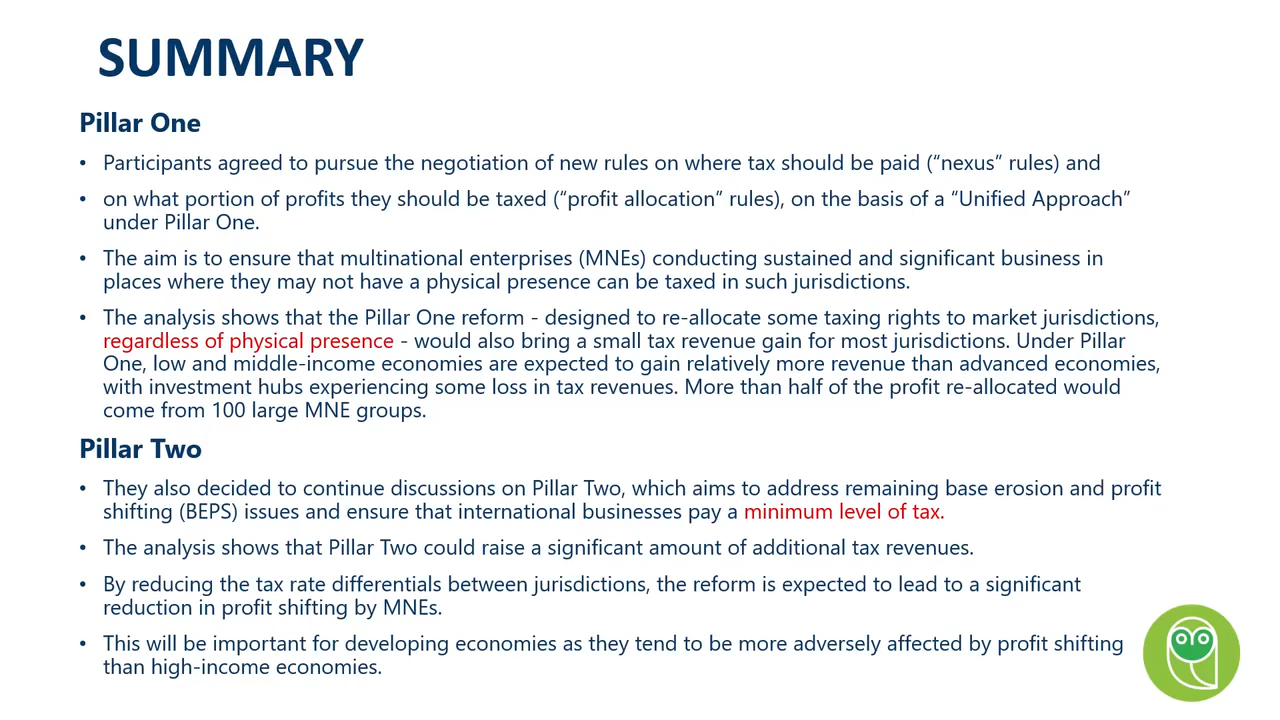 SUMMARY
Pillar One
• Participants agreed to pursue the negotiation of new rules on where tax should be paid (“nexus” rules) and
• on what portion of profits they should be taxed (“profit allocation” rules), on the basis of a “Unified Approach”
under Pillar One.
• The aim is to ensure that multinational enterprises (MNEs) conducting sustained and significant business in
places where they may not have a physical presence can be taxed in such jurisdictions.
• The analysis shows that the Pillar One reform - designed to re-allocate some taxing rights to market jurisdictions,
regardless of physical presence - would also bring a small tax revenue gain for most jurisdictions. Under Pillar
One, low and middle-income economies are expected to gain relatively more revenue than advanced economies,
with investment hubs experiencing some loss in tax revenues. More than half of the profit re-allocated would
come from 100 large MNE groups.
Pillar Two
• They also decided to continue discussions on Pillar Two, which aims to address remaining base erosion and profit
shifting (BEPS) issues and ensure that international businesses pay a minimum level of tax.
• The analysis shows that Pillar Two could raise a significant amount of additional tax revenues.
• By reducing the tax rate differentials between jurisdictions, the reform is expected to lead to a significant
reduction in profit shifting by MNEs.
• This will be important for developing economies as they tend to be more adversely affected by profit shifting
than high-income economies.